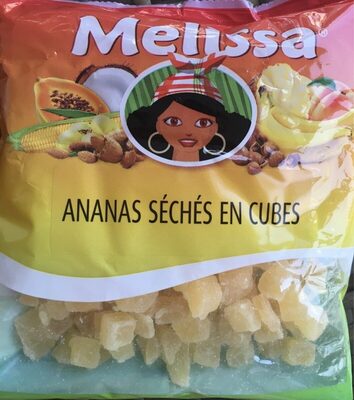 Melissa
ANANAS SÉCHÉS EN CUBES